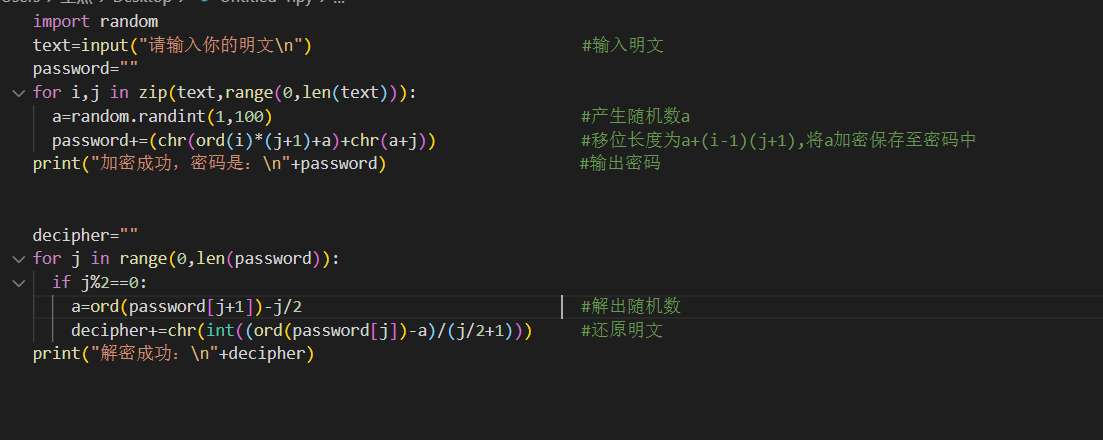 import random
text=input("请输入你的明文\n") #输入明文
password=""
for i,j in zip(text,range(0,len(text))):
a=random.randint(1,100) #产生随机数a
password+=(chr(ord(i)*(j+1)+a)+chr(a+j)) #移位长度为a+(i-1)(j+1),将a加密保存至密码中
print("加密成功，密码是：\n"+password) #输出密码
decipher=""
for j in range(0,len(password)):
if j%2==0:
a=ord(password[j+1])-j/2 #解出随机数
decipher+=chr(int((ord(password[j])-a)/(j/2+1))) #还原明文
print("解密成功：\n"+decipher)